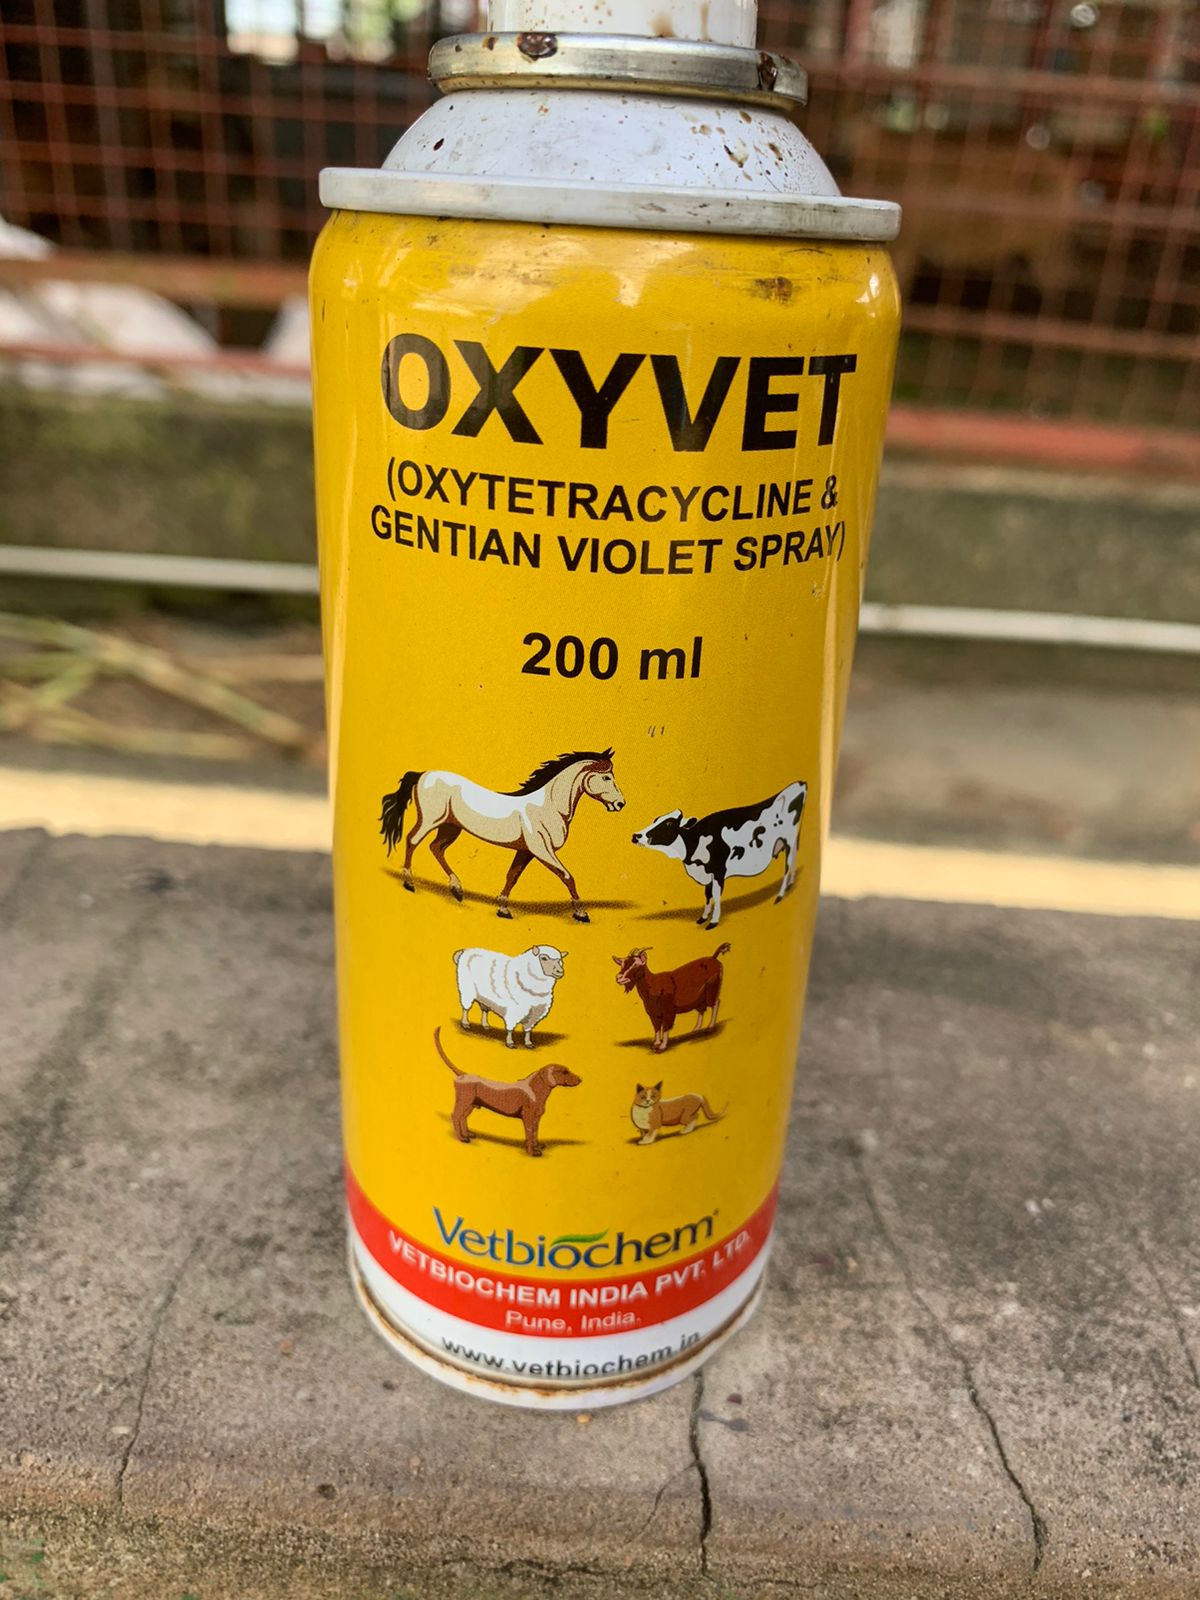 OXYVET
(OXYTETRACYCLINE &
GENTIAN VIOLET SPRAY)
200 ml
Vetbiochem
VETBIOCHEM INDIA PVT. LTD.
Pune, India.
www.vetbiochem.in